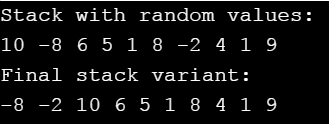 Stack with random values:
10 -8 6 5 1 8 -2 4 1 9
Final stack variant:
-8 -2 10 6 5 1 8 4 1 9